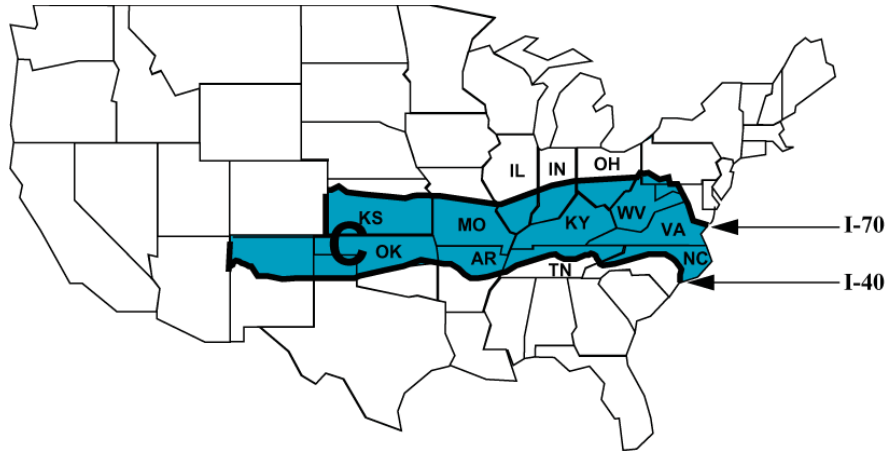 IL IN OH
KS MO KY WV
C OK AR VA
TN NC
I-70
I-40